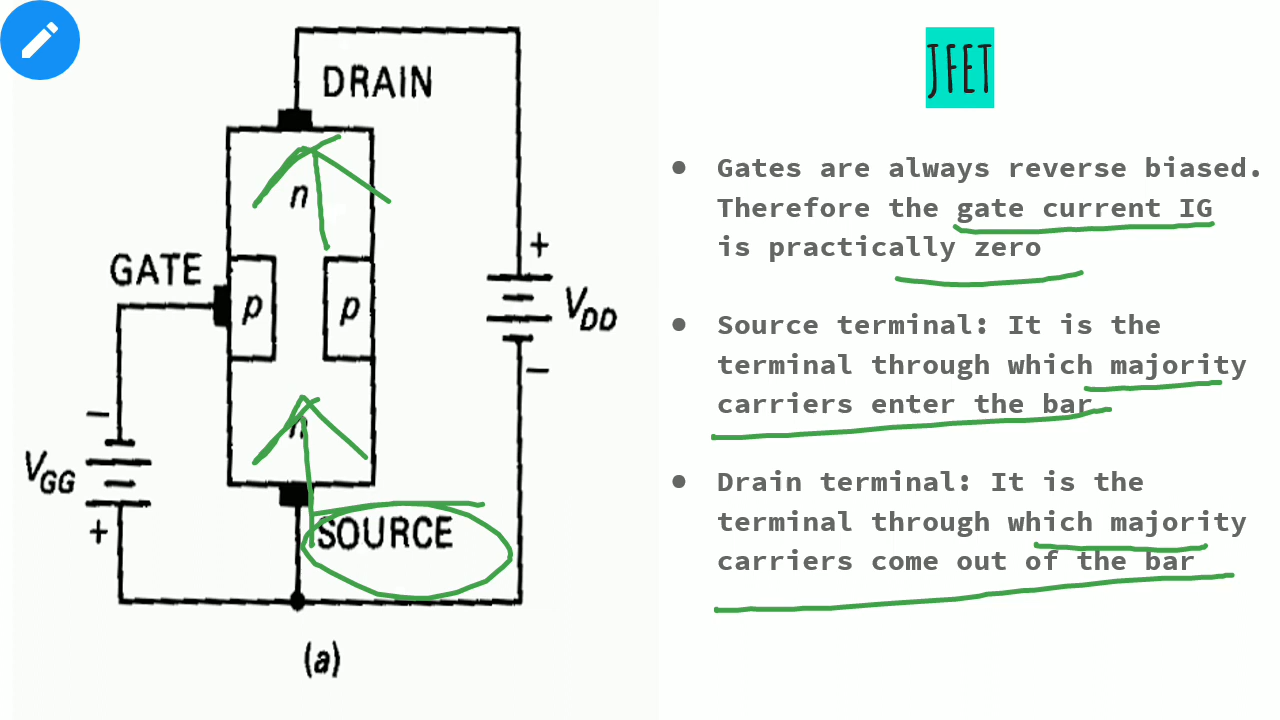 DRAIN
n
GATE
p
p
+
VDD
−
−
VGG
+
n
SOURCE
(a)
JFET
● Gates are always reverse biased.
Therefore the gate current IG
is practically zero
● Source terminal: It is the
terminal through which majority
carriers enter the bar
● Drain terminal: It is the
terminal through which majority
carriers come out of the bar